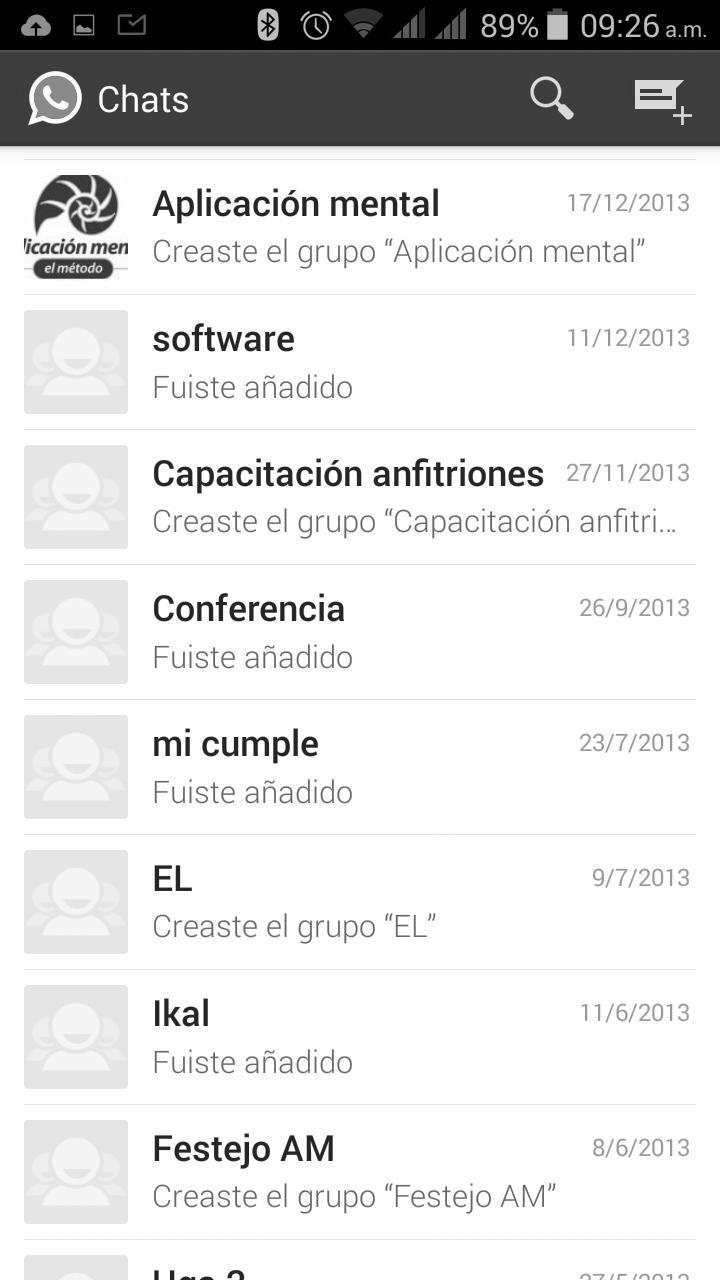 89% 09:26 a.m.
Chats
licación men
el método
Aplicación mental 17/12/2013
Creaste el grupo “Aplicación mental”
software 11/12/2013
Fuiste añadido
Capacitación anfitriones 27/11/2013
Creaste el grupo “Capacitación anfitri...
Conferencia 26/9/2013
Fuiste añadido
mi cumple 23/7/2013
Fuiste añadido
EL 9/7/2013
Creaste el grupo “EL”
Ikal 11/6/2013
Fuiste añadido
Festejo AM 8/6/2013
Creaste el grupo “Festejo AM”
27/5/2013